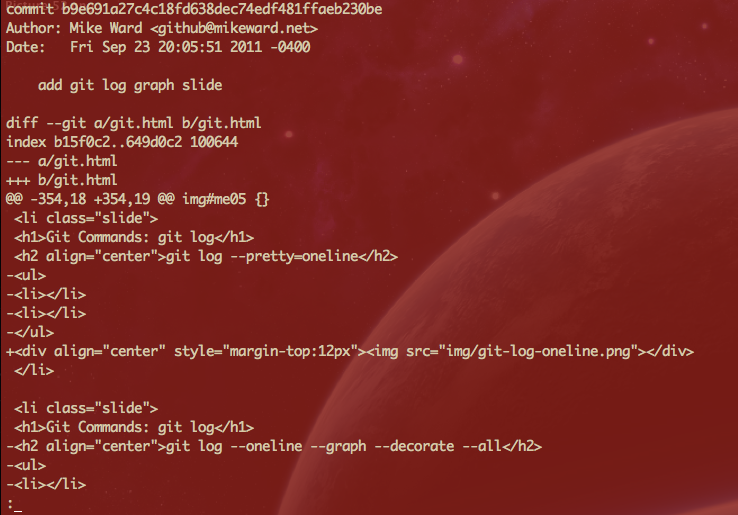 commit b9e691a27c4c18fd638dec74edf481ffaeb230be
Author: Mike Ward <github@mikeward.net>
Date:   Fri Sep 23 20:05:51 2011 -0400

    add git log graph slide

diff --git a/git.html b/git.html
index b15f0c2..649d0c2 100644
--- a/git.html
+++ b/git.html
@@ -354,18 +354,19 @@ img#me05 {}
 <li class="slide">
 <h1>Git Commands: git log</h1>
 <h2 align="center">git log --pretty=oneline</h2>
-<ul>
-<li></li>
-<li></li>
-</ul>
+<div align="center" style="margin-top:12px"><img src="img/git-log-oneline.png"></div>
 </li>

 <li class="slide">
 <h1>Git Commands: git log</h1>
-<h2 align="center">git log --oneline --graph --decorate --all</h2>
-<ul>
-<li></li>
:_